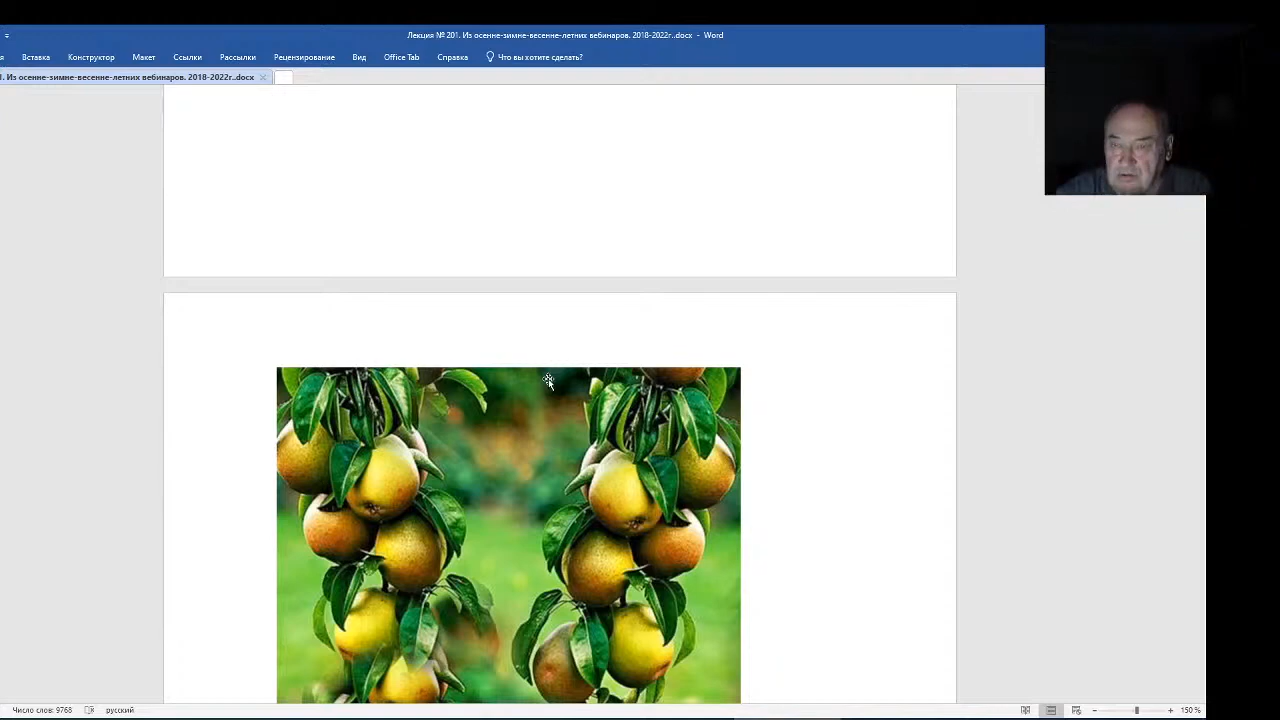 Лекция № 201. Из осенне-зимне-весенне-летних вебинаров. 2018-2022г..docx - Word
Вставка Конструктор Макет Ссылки Рассылки Рецензирование Вид Office Tab Справка Что вы хотите сделать?
1. Из осенне-зимне-весенне-летних вебинаров. 2018-2022г..docx
Число слов: 9768 русский 150 %